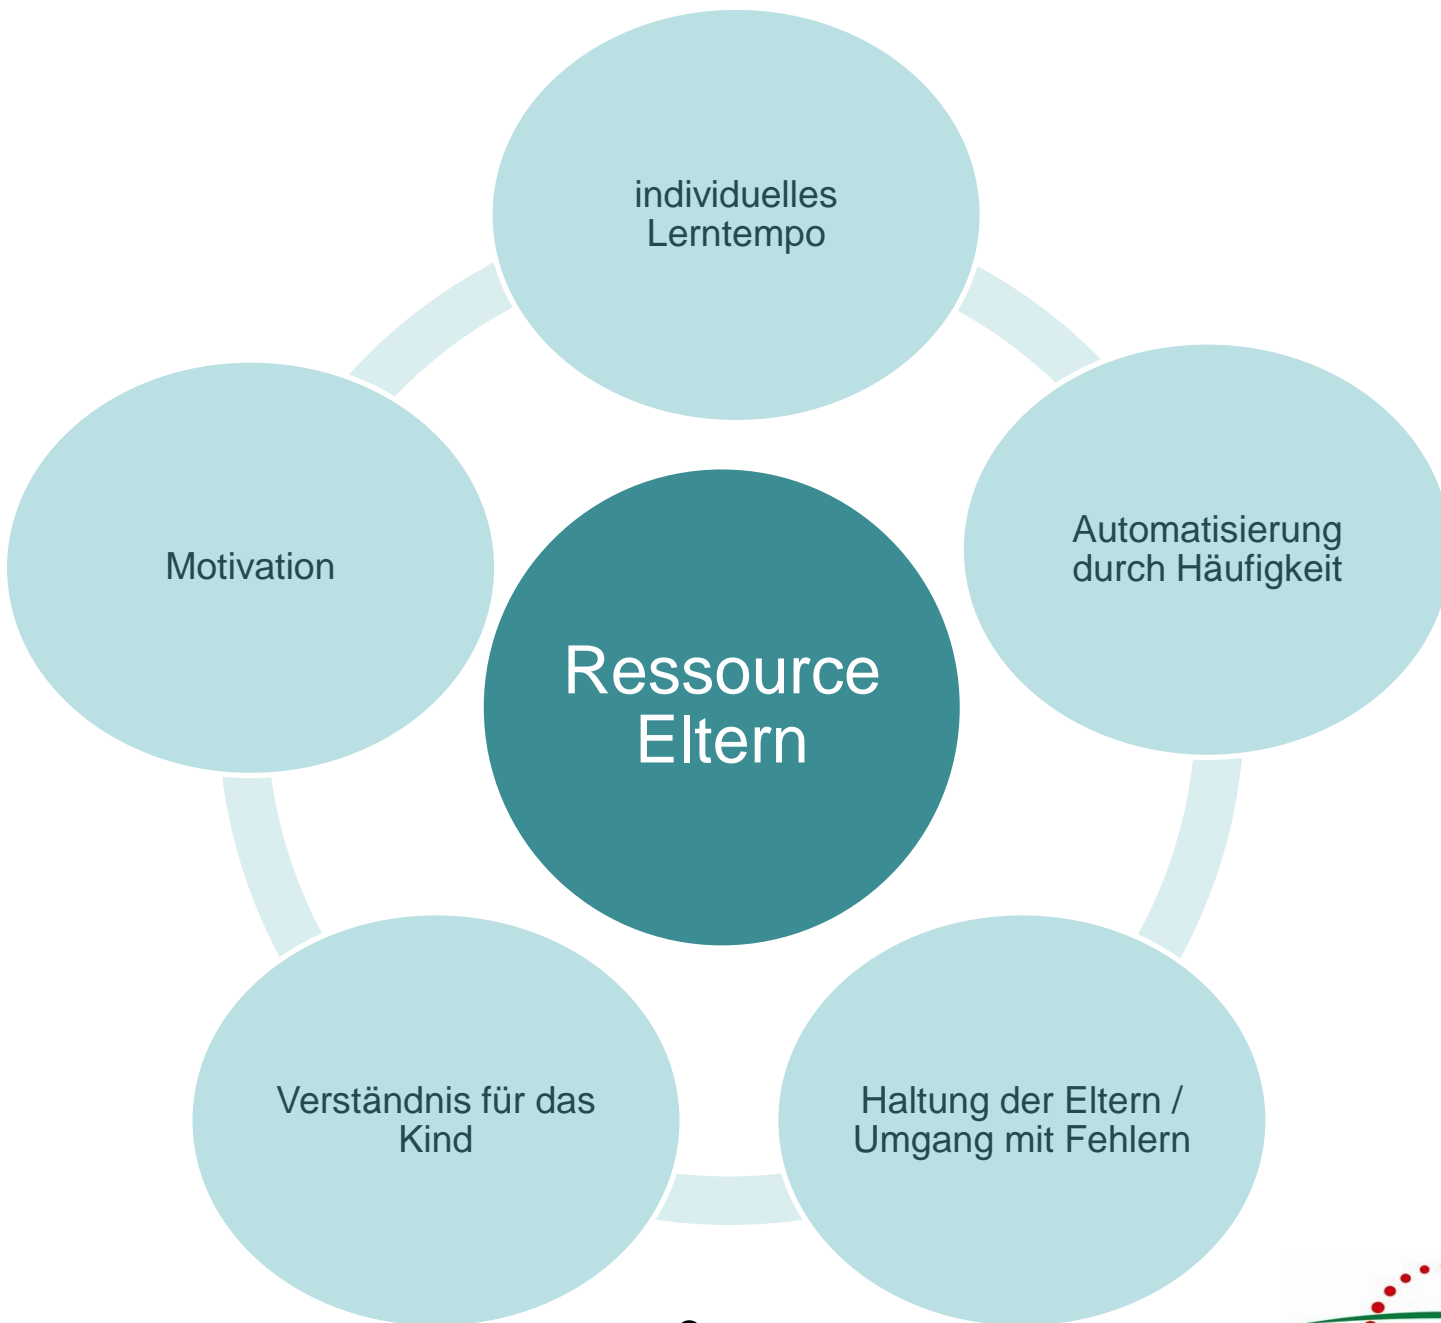 individuelles
Lerntempo
Automatisierung
durch Häufigkeit
Motivation
Ressource
Eltern
Verständnis für das
Kind
Haltung der Eltern /
Umgang mit Fehlern